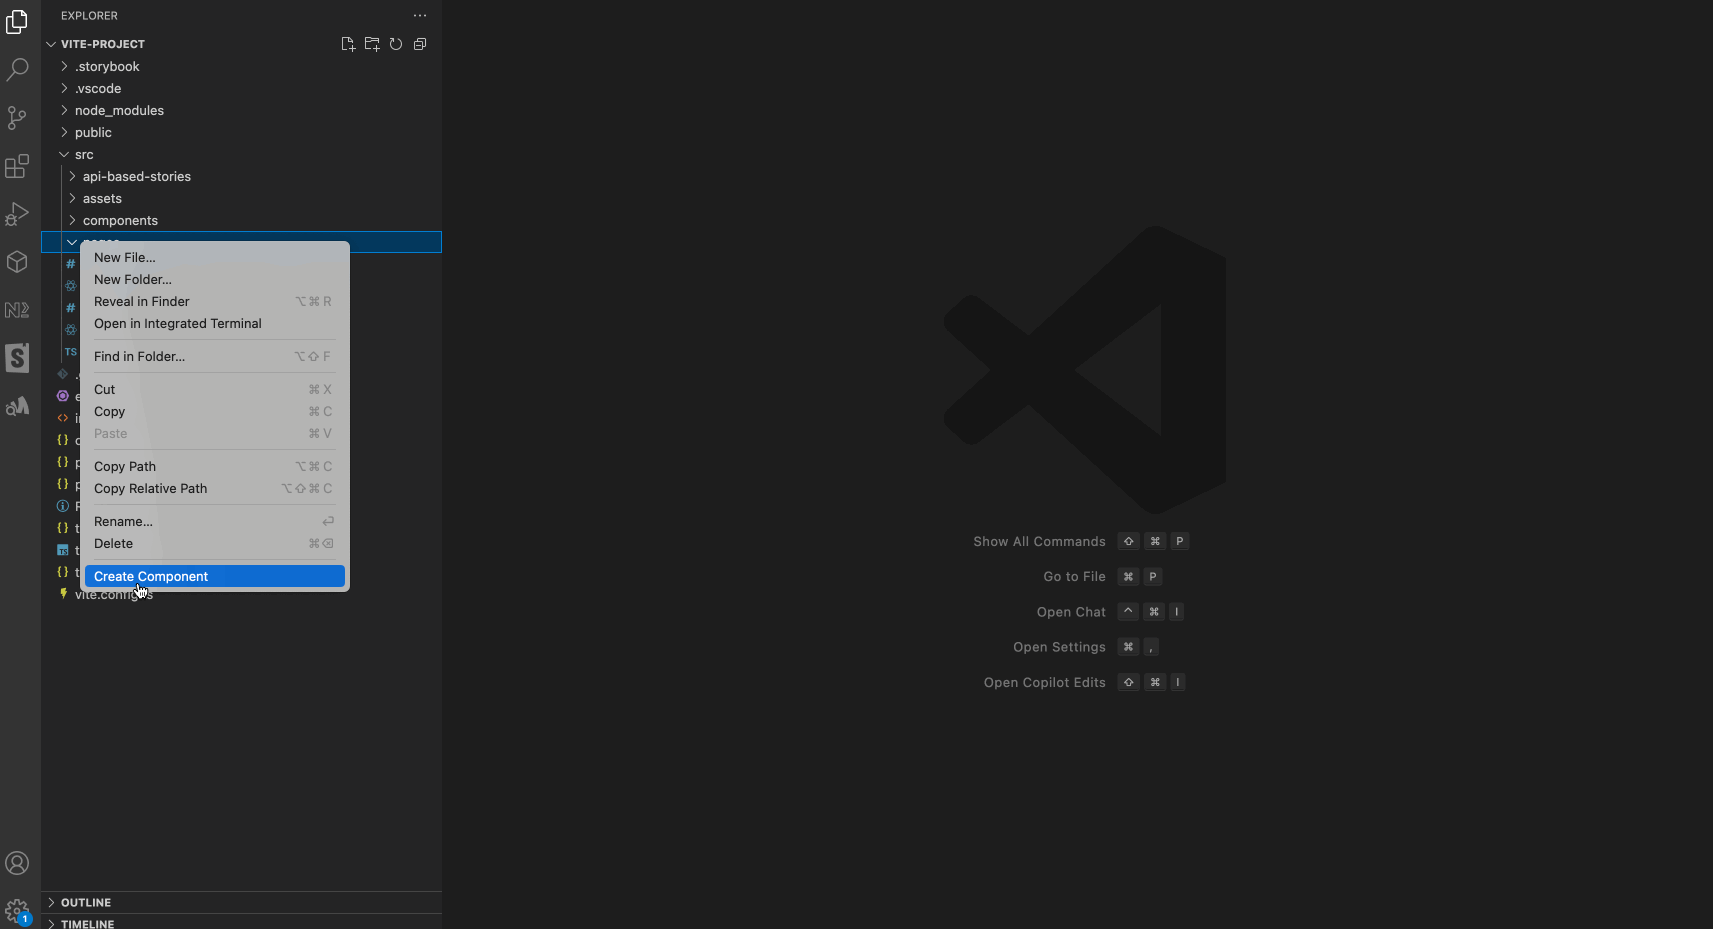 EXPLORER
VITE-PROJECT
.storybook
.vscode
node_modules
public
src
api-based-stories
assets
components
New File...
New Folder...
Reveal in Finder ⌥⌘R
Open in Integrated Terminal
Find in Folder... ⌥⇧F
Cut ⌘X
Copy ⌘C
Paste ⌘V
Copy Path ⌥⌘C
Copy Relative Path ⌥⇧⌘C
Rename... ⏎
Delete ⌘⌫
Create Component
TS
OUTLINE
TIMELINE
1
Show All Commands ⇧ ⌘ P
Go to File ⌘ P
Open Chat ^ ⌘ I
Open Settings ⌘ ,
Open Copilot Edits ⇧ ⌘ I